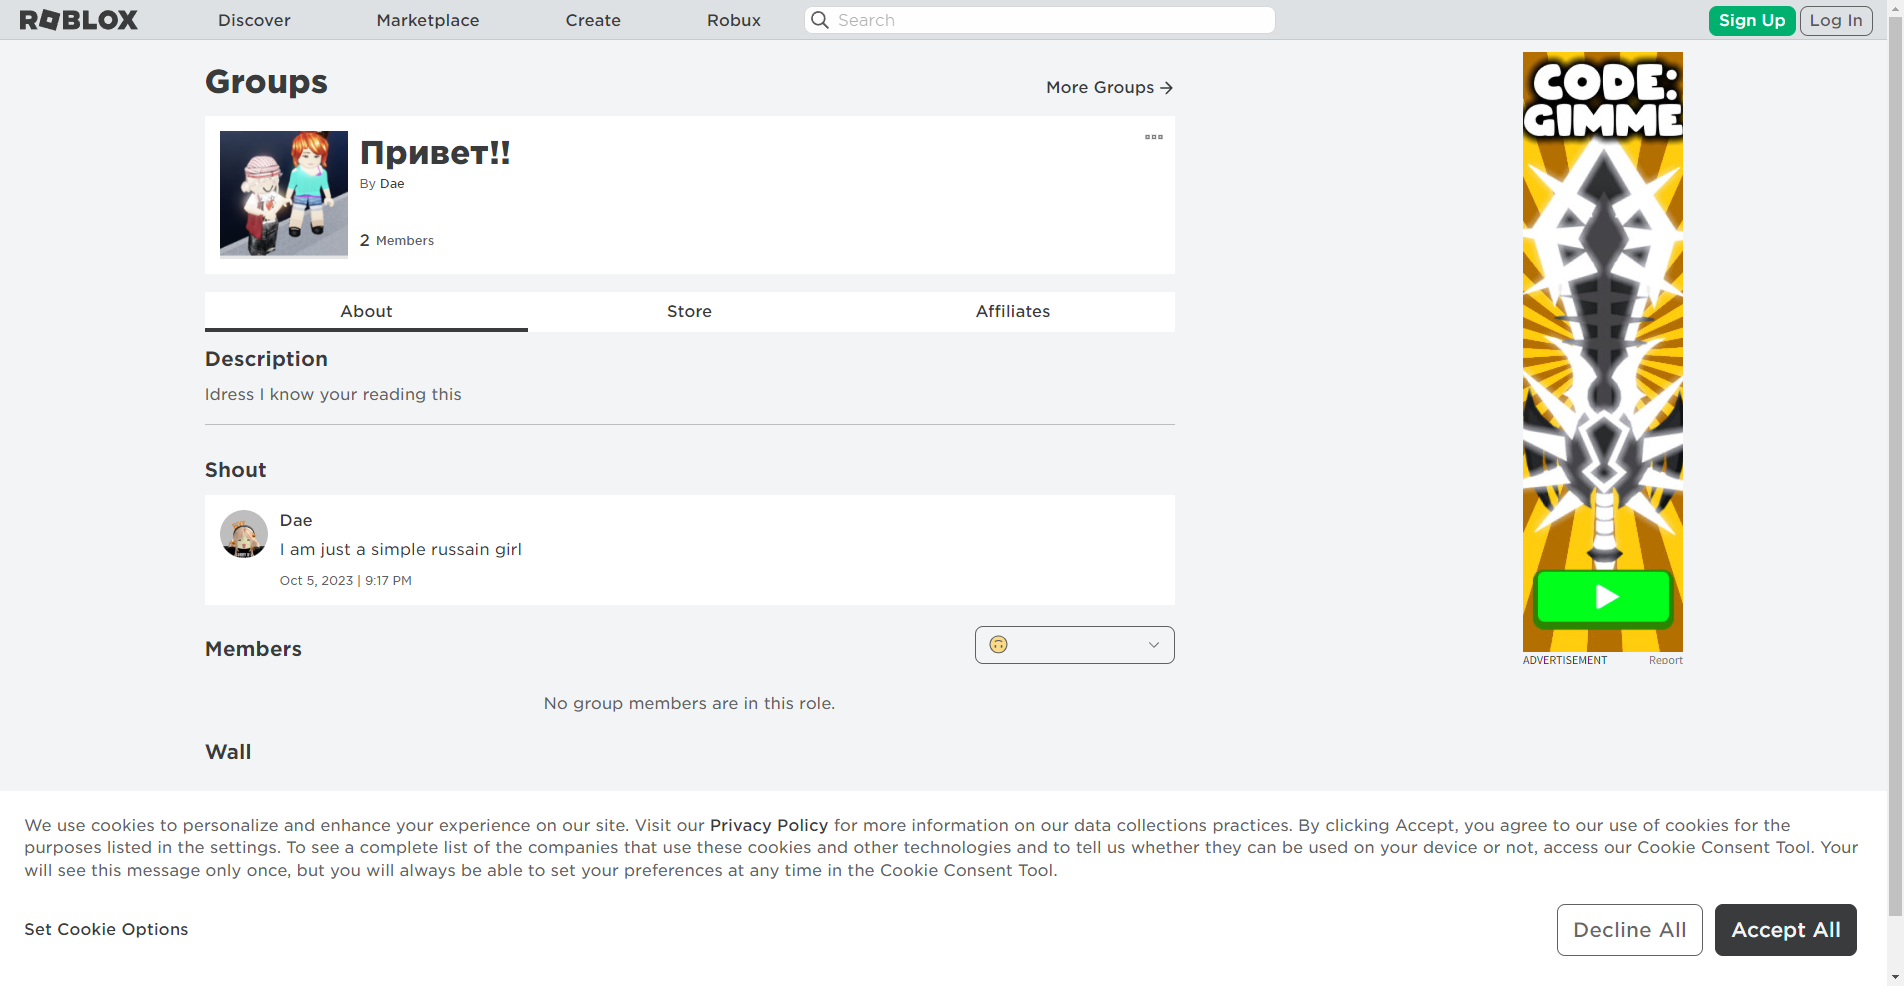 ROBLOX
Discover
Marketplace
Create
Robux
Search
Sign Up
Log In
Groups
More Groups →
Привет!!
By Dae
2 Members
About
Store
Affiliates
Description
Idress I know your reading this
Shout
Dae
I am just a simple russain girl
Oct 5, 2023 | 9:17 PM
Members
No group members are in this role.
Wall
CODE:
GIMME
ADVERTISEMENT
Report
We use cookies to personalize and enhance your experience on our site. Visit our Privacy Policy for more information on our data collections practices. By clicking Accept, you agree to our use of cookies for the
purposes listed in the settings. To see a complete list of the companies that use these cookies and other technologies and to tell us whether they can be used on your device or not, access our Cookie Consent Tool. Your
will see this message only once, but you will always be able to set your preferences at any time in the Cookie Consent Tool.
Set Cookie Options
Decline All
Accept All